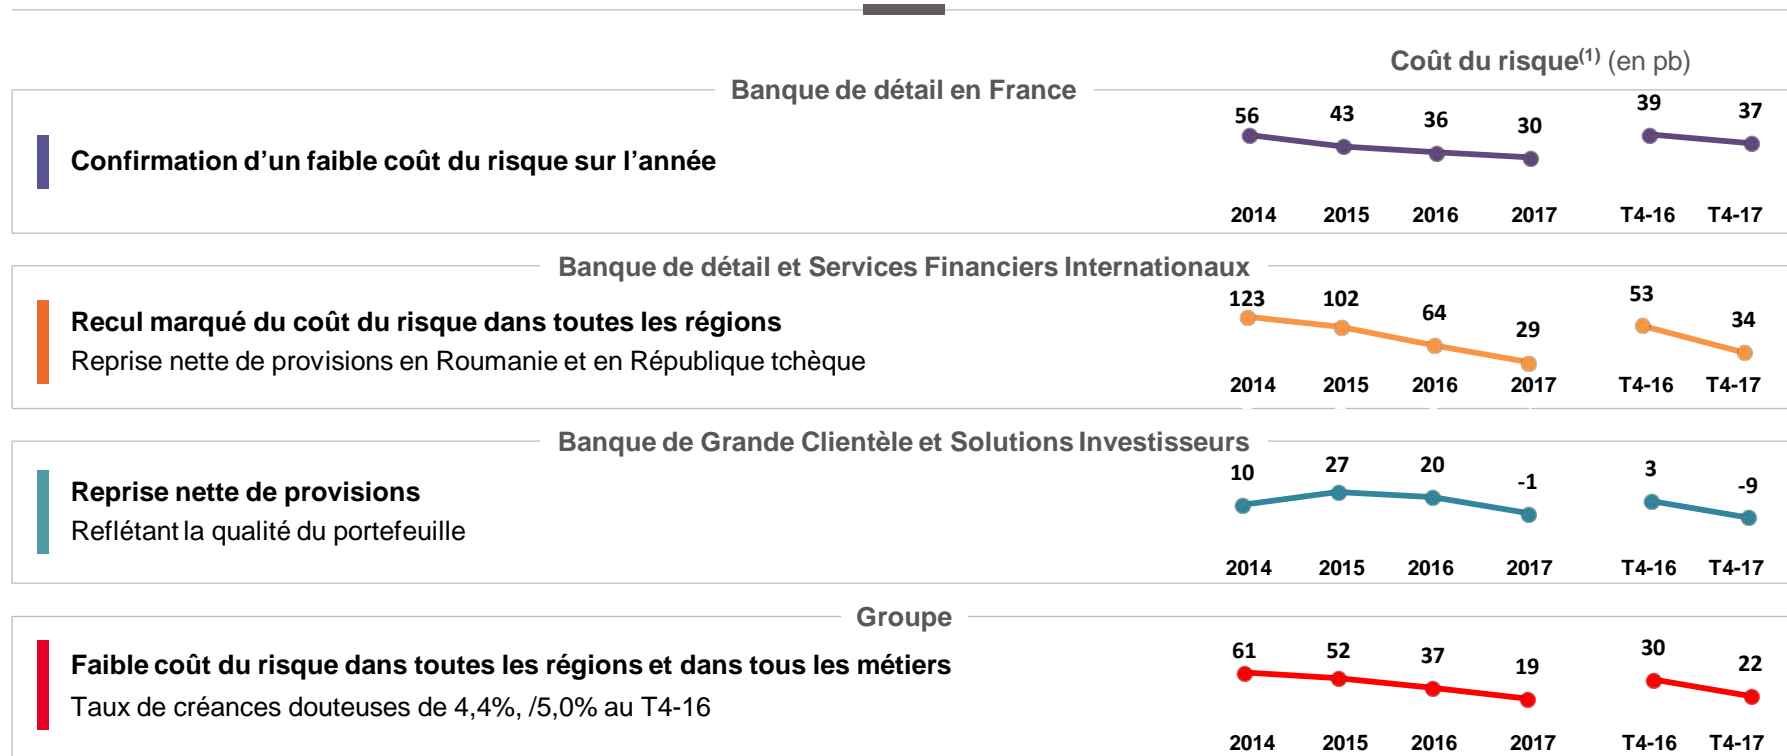 Coût du risque(1) (en pb)
Banque de détail en France
Confirmation d'un faible coût du risque sur l'année
56 43 36 30 39 37
2014 2015 2016 2017 T4-16 T4-17
Banque de détail et Services Financiers Internationaux
Recul marqué du coût du risque dans toutes les régions
Reprise nette de provisions en Roumanie et en République tchèque
123 102 64 29 53 34
2014 2015 2016 2017 T4-16 T4-17
Banque de Grande Clientèle et Solutions Investisseurs
Reprise nette de provisions
Reflétant la qualité du portefeuille
10 27 20 -1 3 -9
2014 2015 2016 2017 T4-16 T4-17
Groupe
Faible coût du risque dans toutes les régions et dans tous les métiers
Taux de créances douteuses de 4,4%, /5,0% au T4-16
61 52 37 19 30 22
2014 2015 2016 2017 T4-16 T4-17